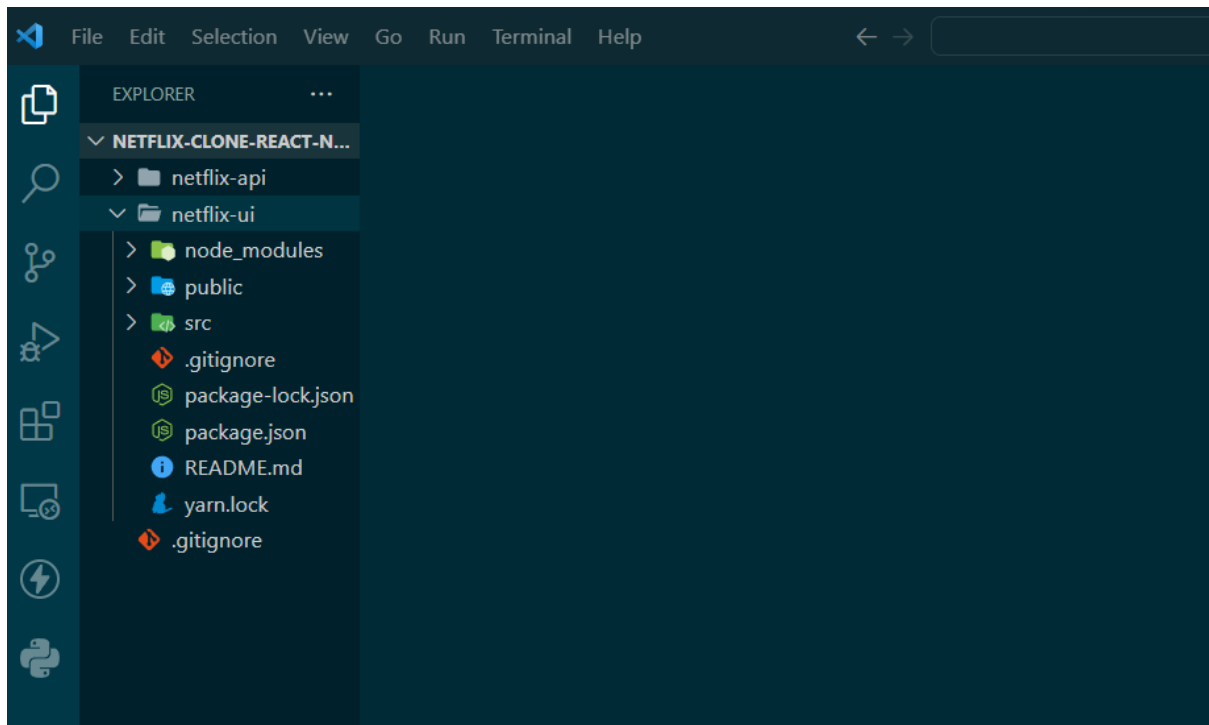 File Edit Selection View Go Run Terminal Help
EXPLORER
NETFLIX-CLONE-REACT-N...
netflix-api
netflix-ui
node_modules
public
src
.gitignore
package-lock.json
package.json
README.md
yarn.lock
.gitignore